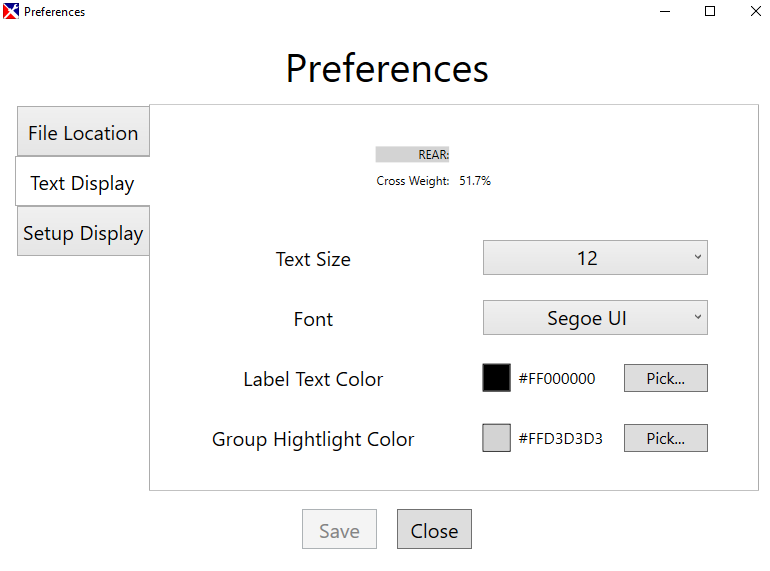 Preferences
Preferences
File Location
Text Display
Setup Display
REAR:
Cross Weight: 51.7%
Text Size 12
Font Segoe UI
Label Text Color #FF000000 Pick...
Group Hightlight Color #FFD3D3D3 Pick...
Save Close